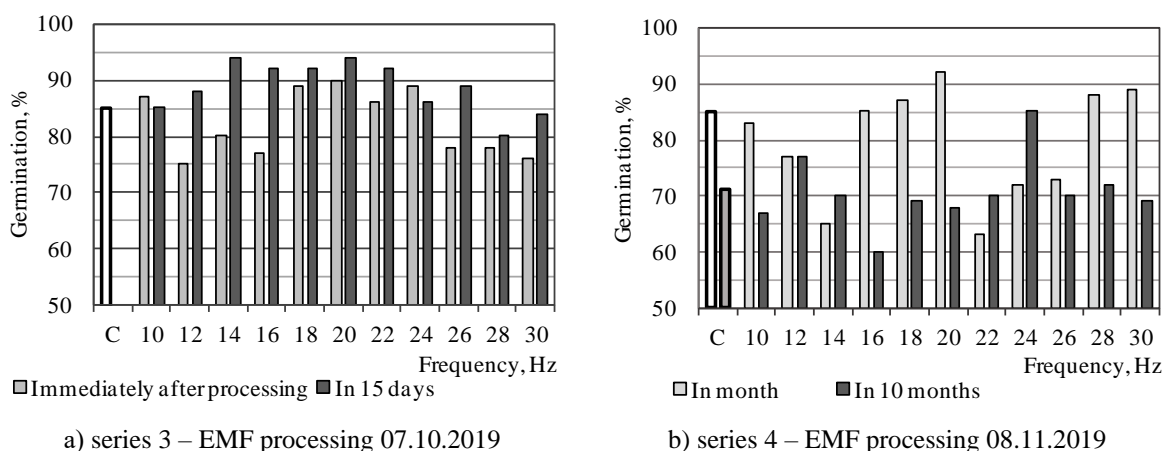 100
90
80
70
60
50
Germination, %
C 10 12 14 16 18 20 22 24 26 28 30
Frequency, Hz
Immediately after processing In 15 days
a) series 3 – EMF processing 07.10.2019
100
90
80
70
60
50
Germination, %
C 10 12 14 16 18 20 22 24 26 28 30
Frequency, Hz
In month In 10 months
b) series 4 – EMF processing 08.11.2019